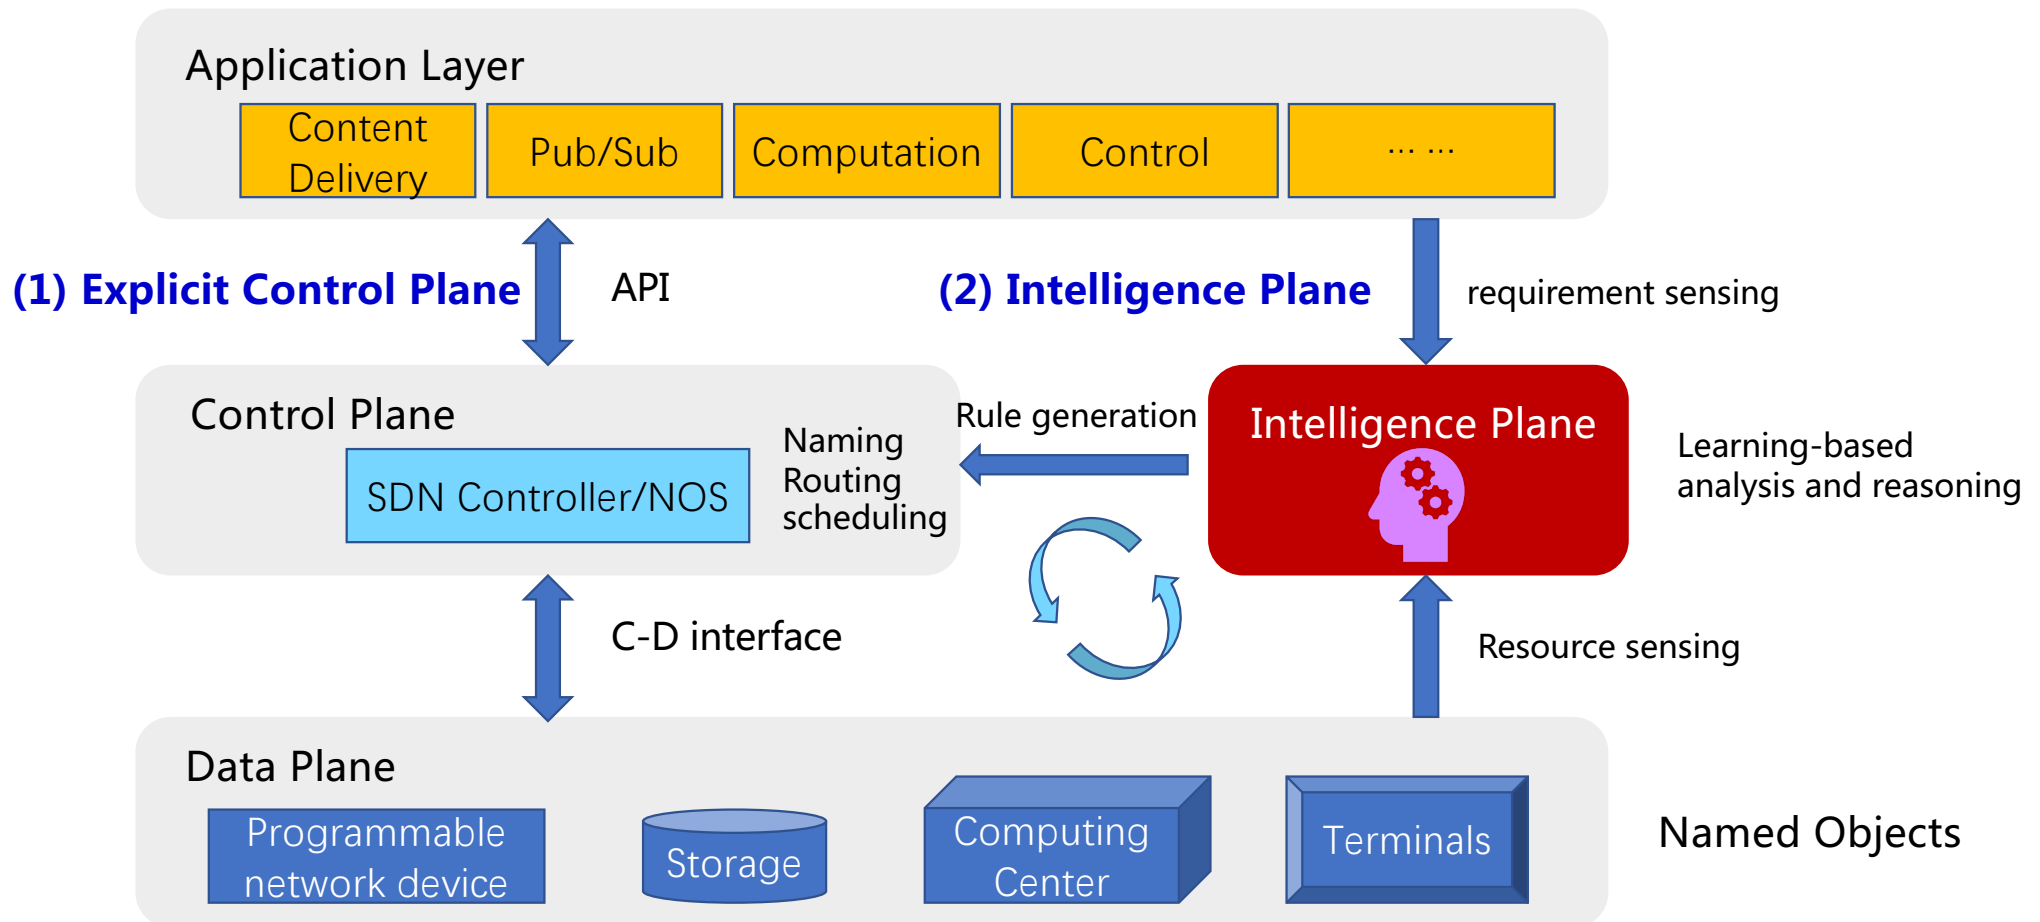 Application Layer
Content
Delivery
Pub/Sub
Computation
Control
... ...
(1) Explicit Control Plane
API
(2) Intelligence Plane
requirement sensing
Control Plane
SDN Controller/NOS
Naming
Routing
scheduling
Rule generation
Intelligence Plane
Learning-based
analysis and reasoning
C-D interface
Resource sensing
Data Plane
Programmable
network device
Storage
Computing
Center
Terminals
Named Objects